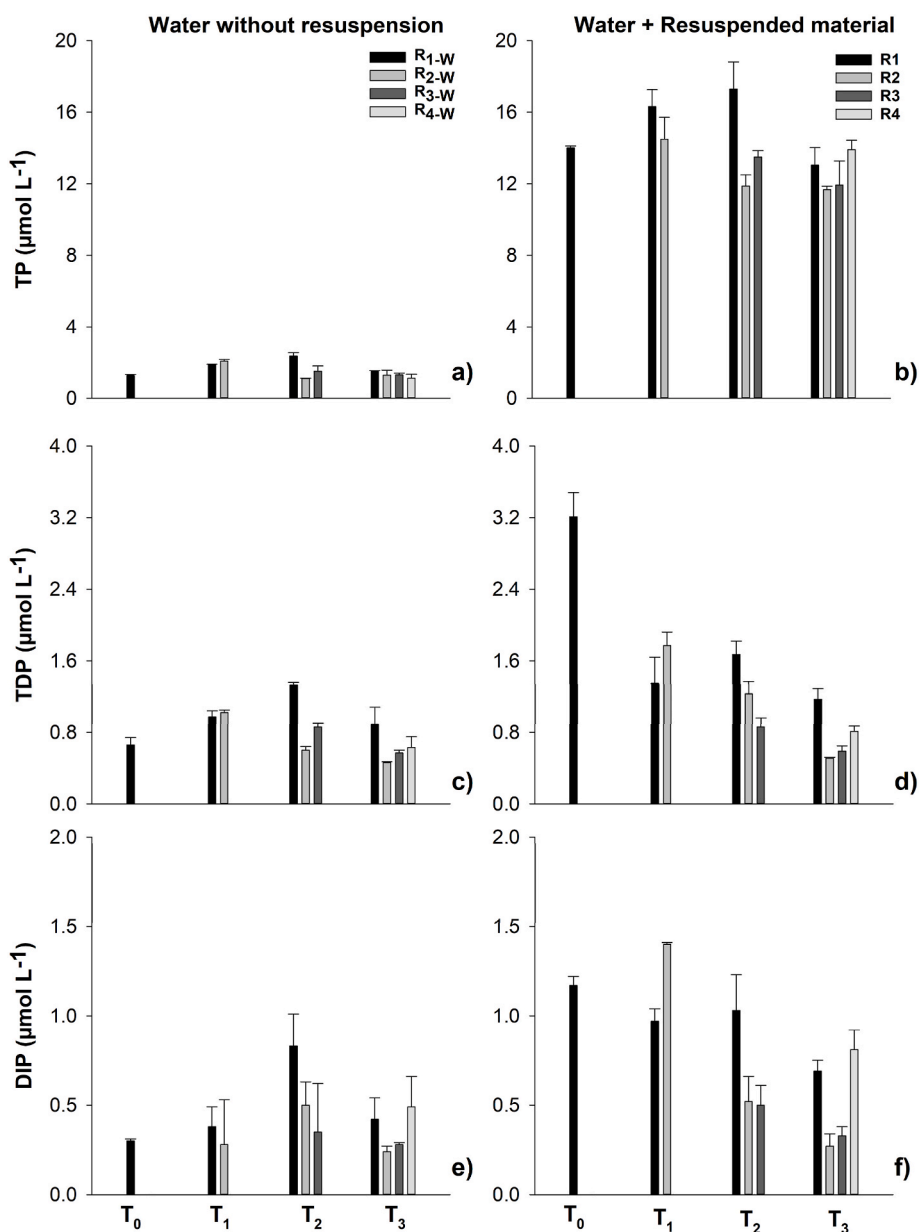 Water without resuspension
Water + Resuspended material
20
16
12
8
4
0
TP (µmol L-1)
R1-W
R2-W
R3-W
R4-W
a)
20
16
12
8
4
0
R1
R2
R3
R4
b)
4.0
3.2
2.4
1.6
0.8
0.0
TDP (µmol L-1)
c)
4.0
3.2
2.4
1.6
0.8
0.0
d)
2.0
1.5
1.0
0.5
0.0
DIP (µmol L-1)
e)
T0 T1 T2 T3
2.0
1.5
1.0
0.5
0.0
f)
T0 T1 T2 T3